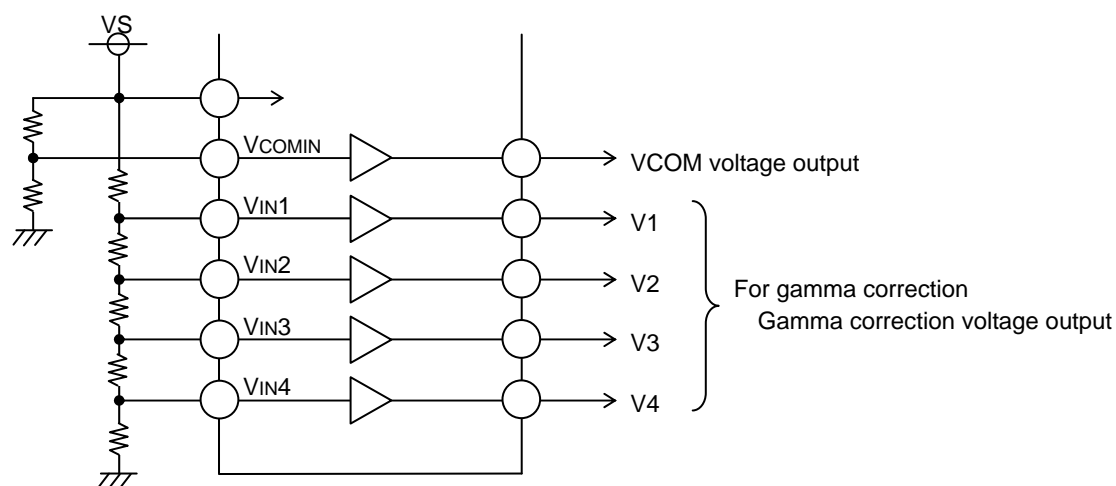 VS
VCOMIN
VCOM voltage output
VIN1
V1
VIN2
V2
For gamma correction
Gamma correction voltage output
VIN3
V3
VIN4
V4